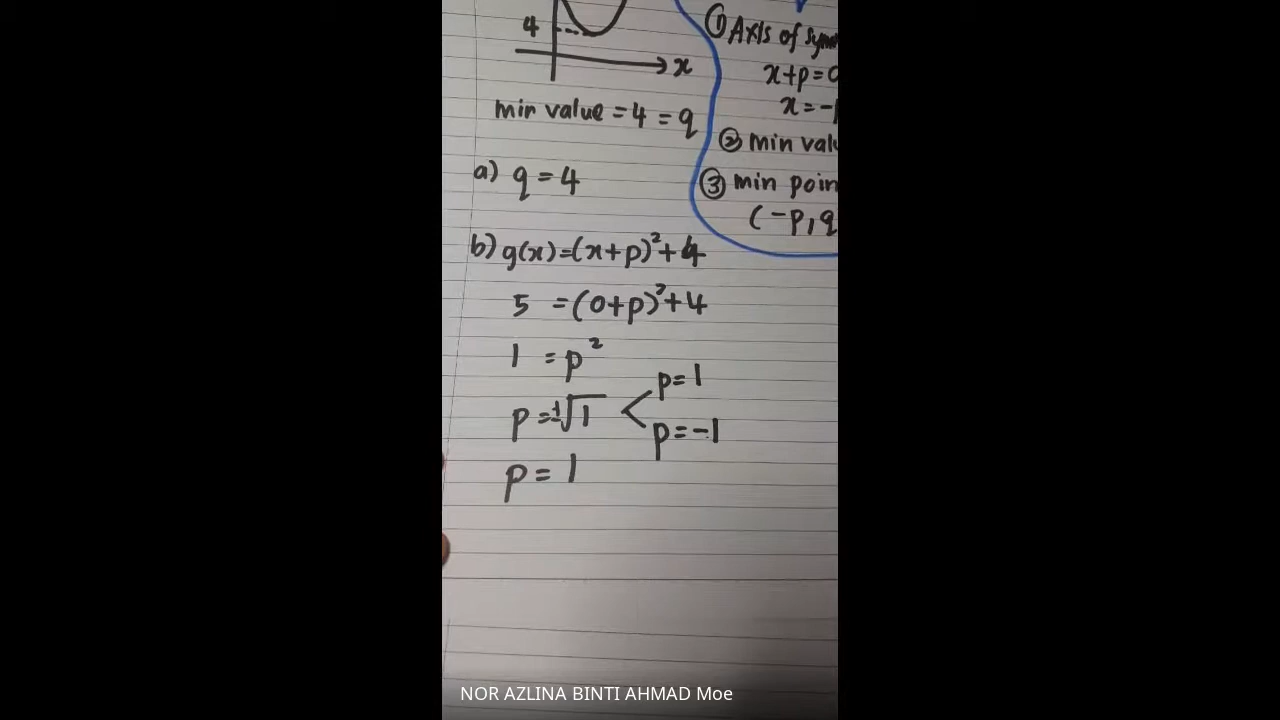 4
x
min value = 4 = q
a) q = 4
b) g(x) = (x+p)² + 4
5 = (0+p)² + 4
1 = p²
p = ±√1 < p = 1
p = -1
p = 1
① Axis of symm
x+p = 0
x = -p
② min valu
③ min poin
(-p, q
NOR AZLINA BINTI AHMAD Moe